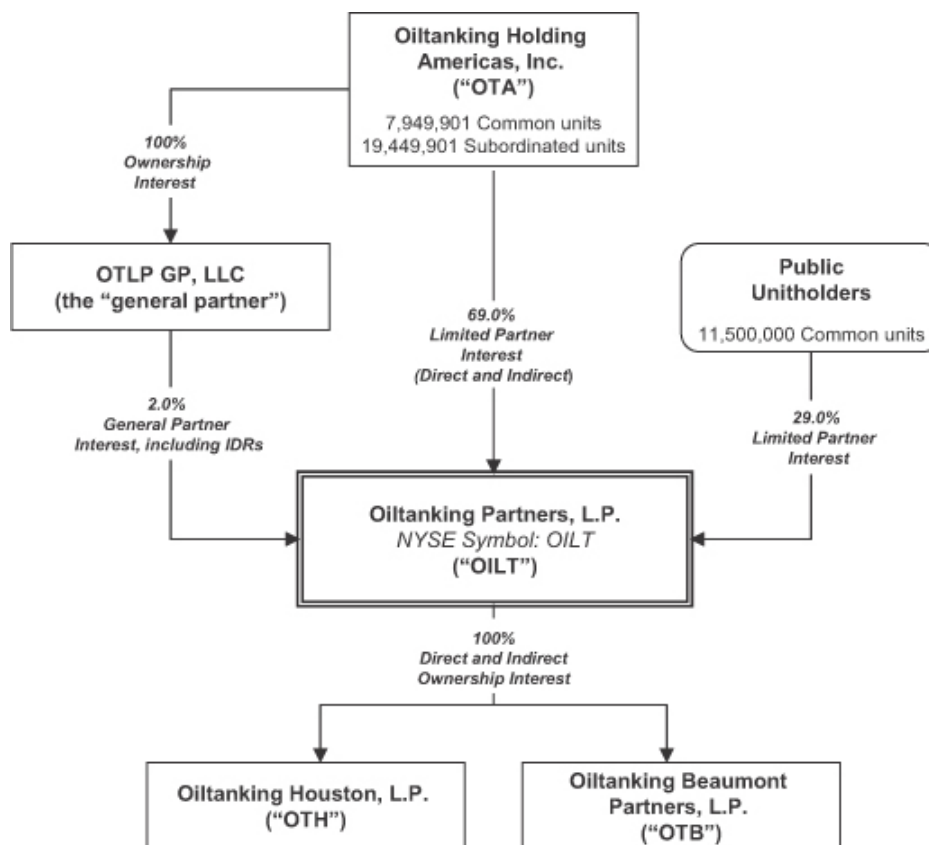 Oiltanking Holding
Americas, Inc.
(“OTA”)
7,949,901 Common units
19,449,901 Subordinated units
100%
Ownership
Interest
OTLP GP, LLC
(the “general partner”)
Public
Unitholders
11,500,000 Common units
69.0%
Limited Partner
Interest
(Direct and Indirect)
2.0%
General Partner
Interest, including IDRs
29.0%
Limited Partner
Interest
Oiltanking Partners, L.P.
NYSE Symbol: OILT
(“OILT”)
100%
Direct and Indirect
Ownership Interest
Oiltanking Houston, L.P.
(“OTH”)
Oiltanking Beaumont
Partners, L.P.
(“OTB”)